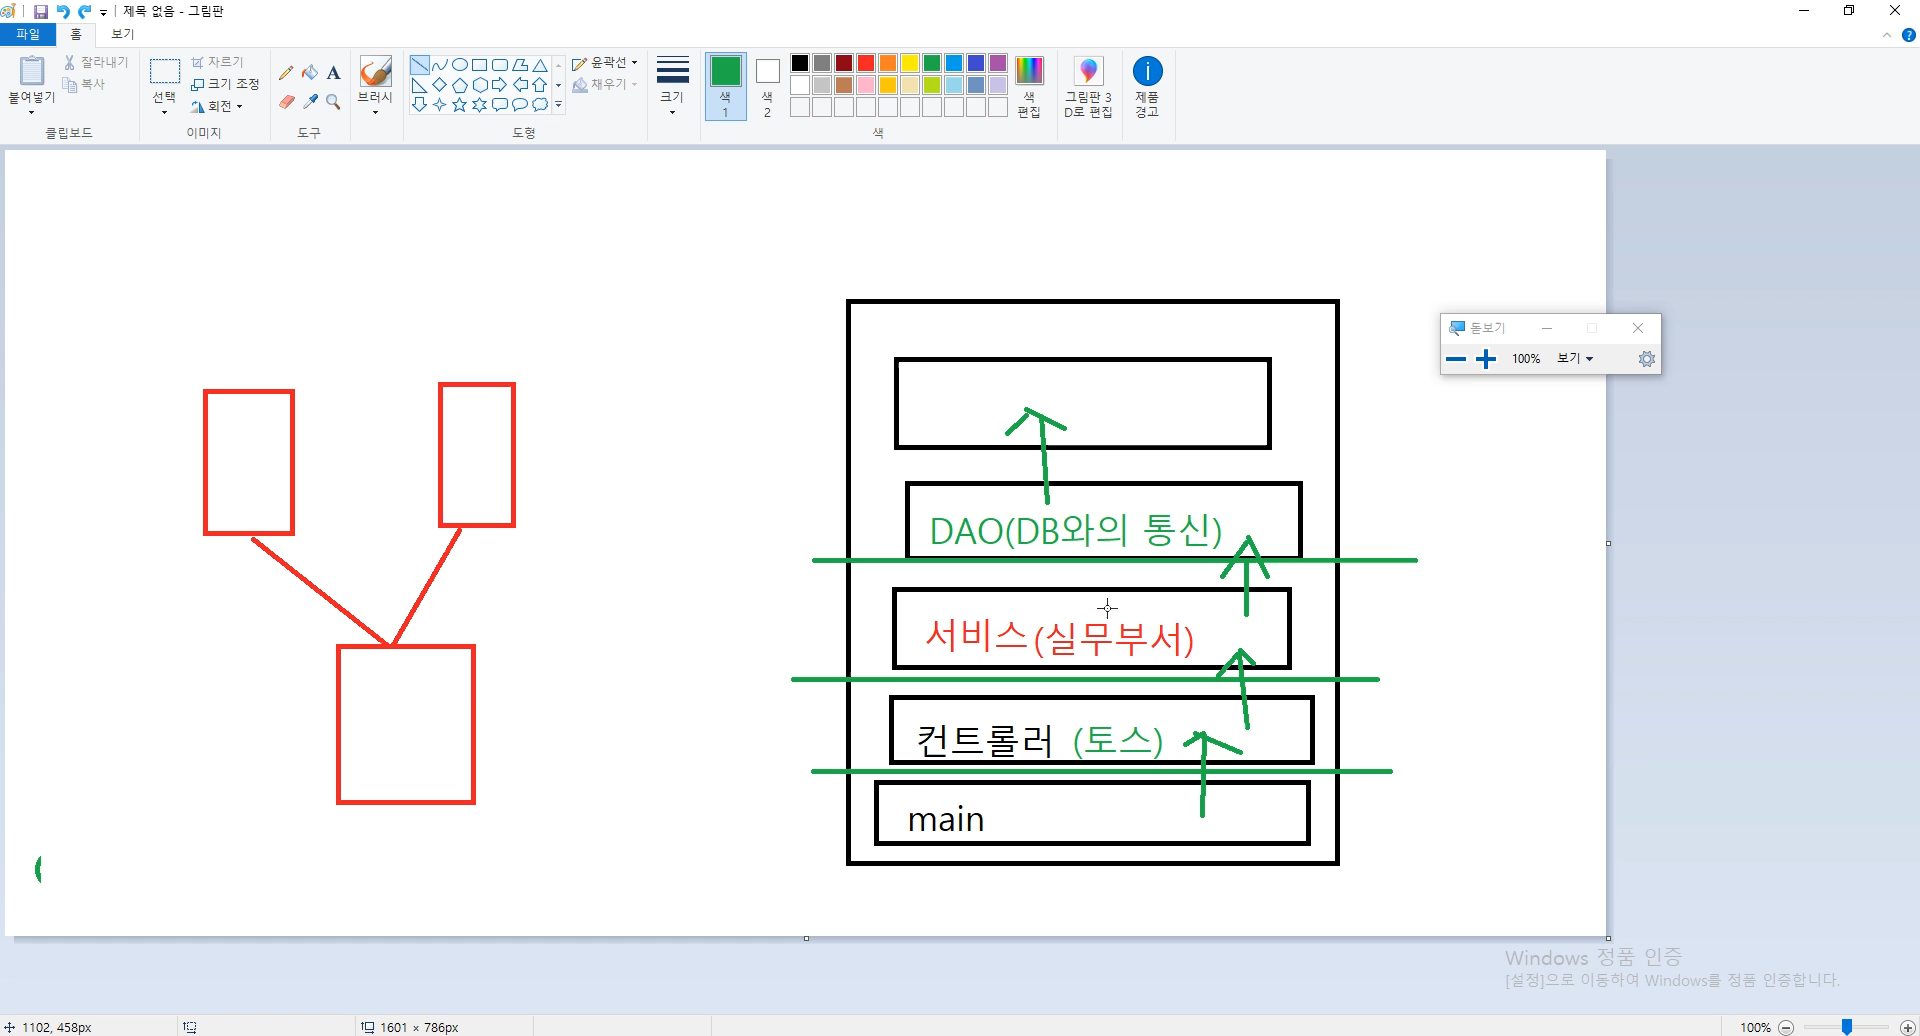 제목 없음 - 그림판
파일 홈 보기
붙여넣기
잘라내기
복사
클립보드
선택
자르기
크기 조정
회전
이미지
A
도구
브러시
윤곽선
채우기
도형
크기
색
1
색
2
색
편집
색
그림판 3
D로 편집
제품
경고
돋보기
100% 보기
DAO(DB와의 통신)
서비스(실무부서)
컨트롤러 (토스)
main
(
Windows 정품 인증
[설정]으로 이동하여 Windows를 정품 인증합니다.
1102, 458px
1601 × 786px
100%